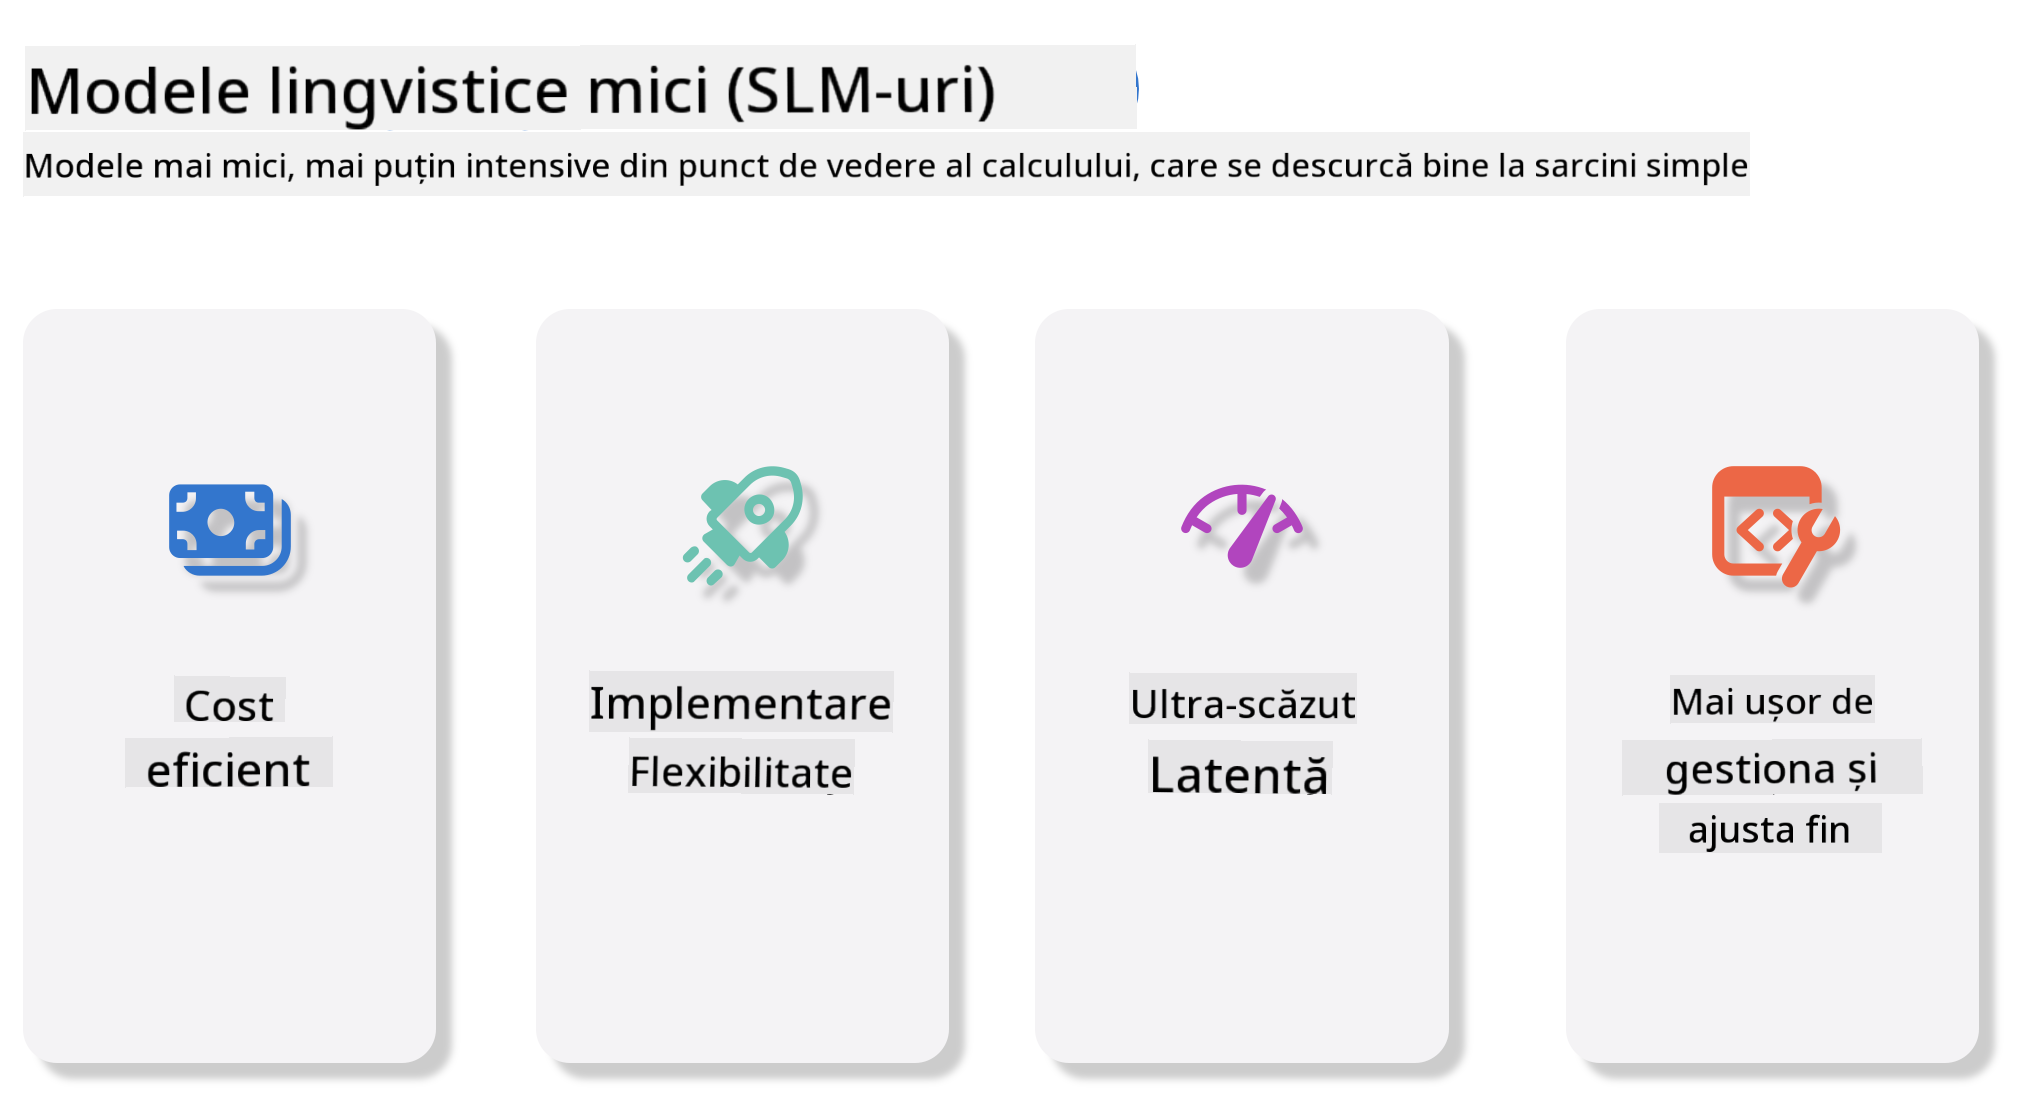 Modele lingvistice mici (SLM-uri)
Modele mai mici, mai puțin intensive din punct de vedere al calculului, care se descurcă bine la sarcini simple
Cost
eficient
Implementare
Flexibilitate
Ultra-scăzut
Latentă
Mai ușor de
gestiona și
ajusta fin